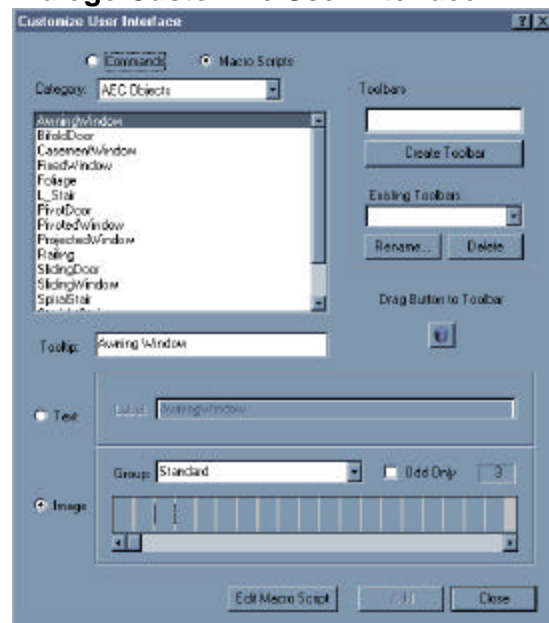 Customize User Interface
Commands
Macro Scripts
Category:
AEC Objects
AwningWindow
BifoldDoor
CasementWindow
FixedWindow
Foliage
L_Stair
PivotDoor
PivotedWindow
ProjectedWindow
Railing
SlidingDoor
SlidingWindow
SpiralStair
Toolbars
Create Toolbar
Existing Toolbars
Rename...
Delete
Drag Button to Toolbar
Tooltip:
Awning Window
Text
Label:
AwningWindow
Group:
Standard
Odd Only
3
Image
Edit Macro Script
Add
Close